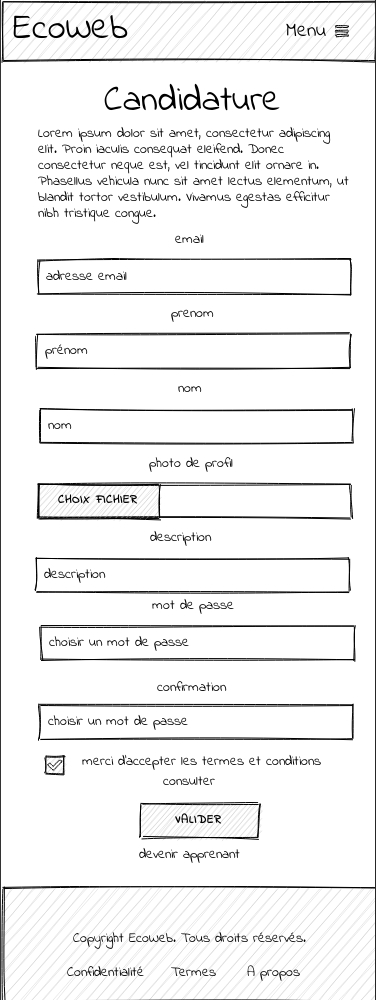 Ecoweb
Menu
Candidature
Lorem ipsum dolor sit amet, consectetur adipiscing
elit. Proin iaculis consequat eleifend. Donec
consectetur neque est, vel tincidunt elit ornare in.
Phasellus vehicula nunc sit amet lectus elementum, ut
blandit tortor vestibulum. Vivamus egestas efficitur
nibh tristique congue.
email
adresse email
prenom
prénom
nom
nom
photo de profil
CHOIX FICHIER
description
description
mot de passe
choisir un mot de passe
confirmation
choisir un mot de passe
merci d'accepter les termes et conditions
consulter
VALIDER
devenir apprenant
Copyright Ecoweb. Tous droits réservés.
Confidentialité Termes A propos